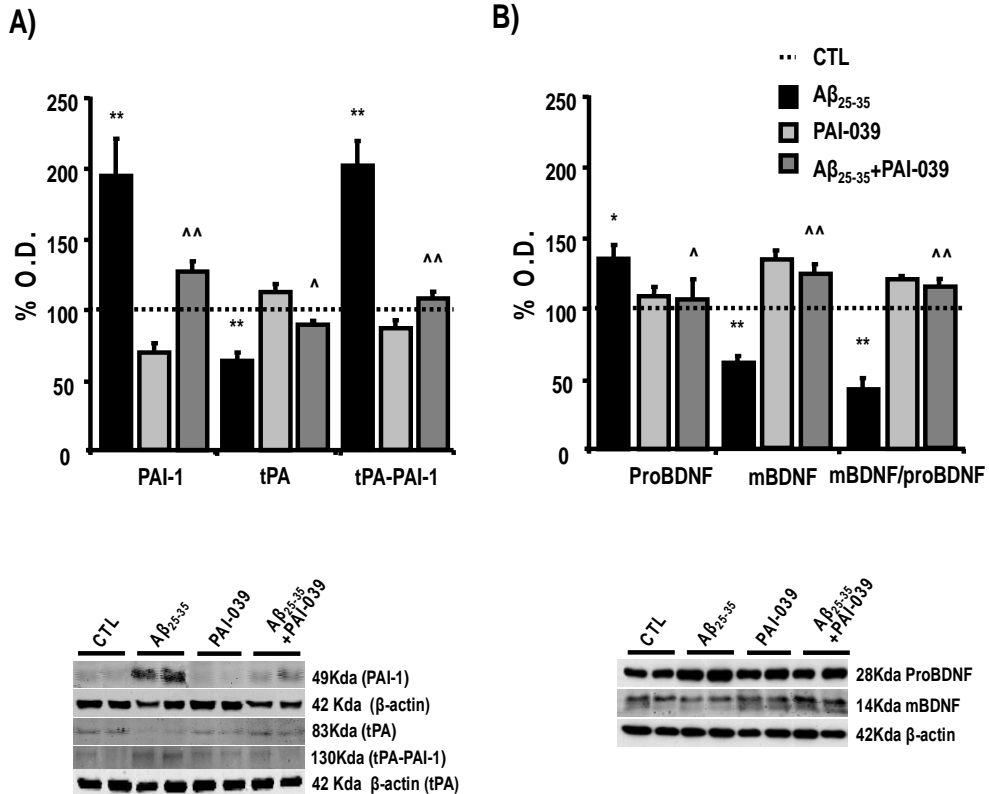 A)
B)
CTL
Aβ25-35
PAI-039
Aβ25-35+PAI-039
% O.D.
250
200
150
100
50
0
**
^^
**
^
**
^^
PAI-1
tPA
tPA-PAI-1
% O.D.
250
200
150
100
50
0
*
^
**
^^
**
^^
ProBDNF
mBDNF
mBDNF/proBDNF
CTL
Aβ25-35
PAI-039
Aβ25-35
+PAI-039
49Kda (PAI-1)
42 Kda (β-actin)
83Kda (tPA)
130Kda (tPA-PAI-1)
42 Kda β-actin (tPA)
CTL
Aβ25-35
PAI-039
Aβ25-35
+PAI-039
28Kda ProBDNF
14Kda mBDNF
42Kda β-actin